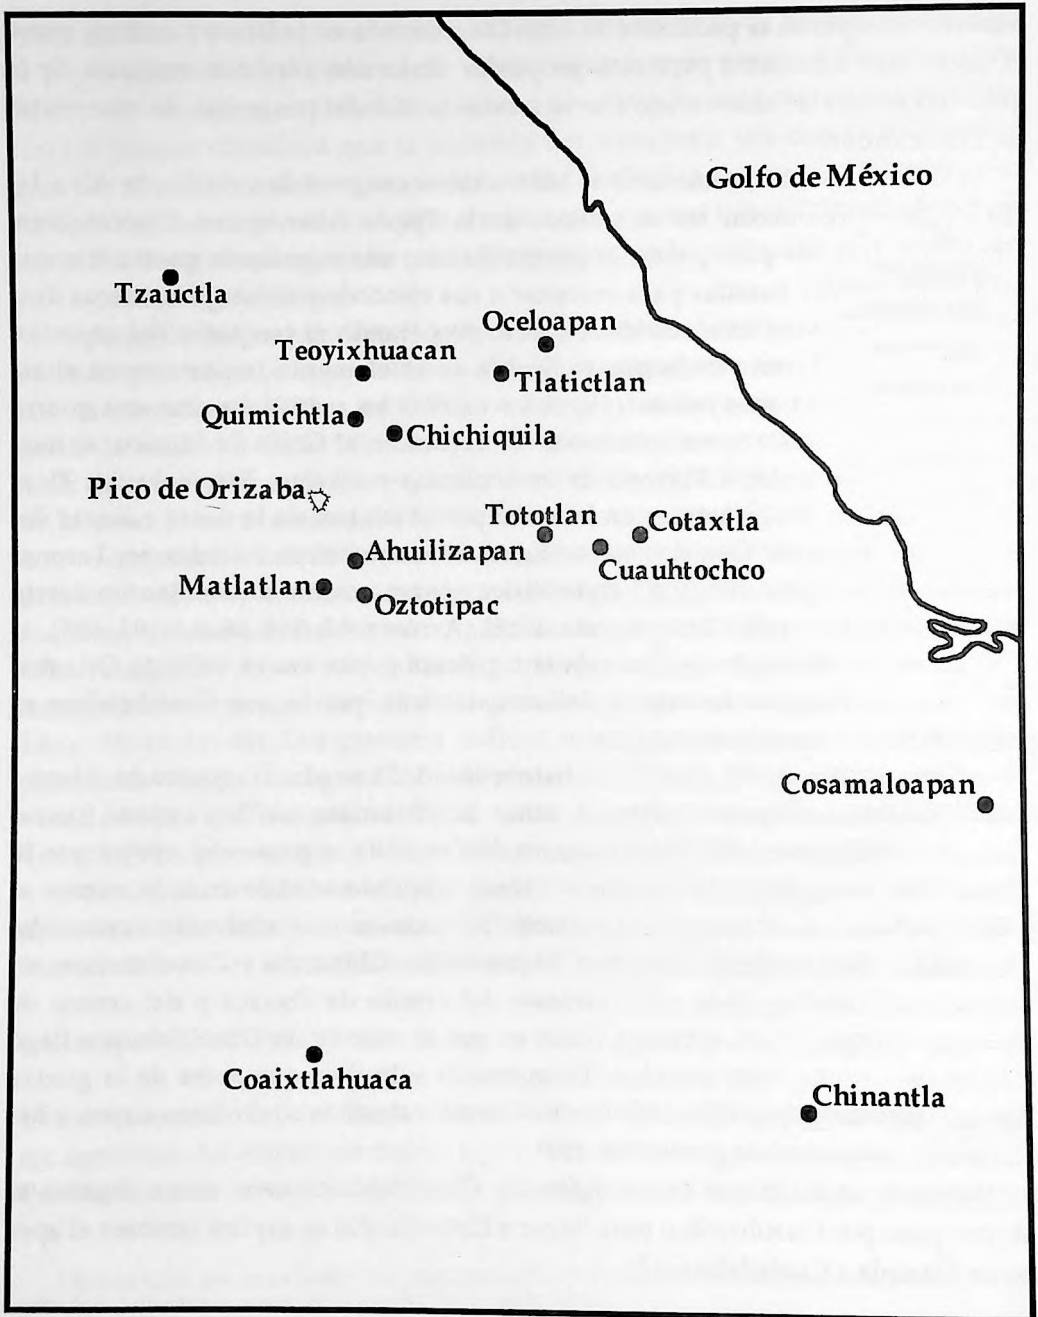 Golfo de México
Tzauctla
Oceloapan
Teoyixhuacan
Tlatictlan
Quimichtla
Chichiquila
Pico de Orizaba
Tototlan
Cotaxtla
Ahuilizapan
Cuauhtochco
Matlatlan
Oztotipac
Cosamaloapan
Coaixtlahuaca
Chinantla